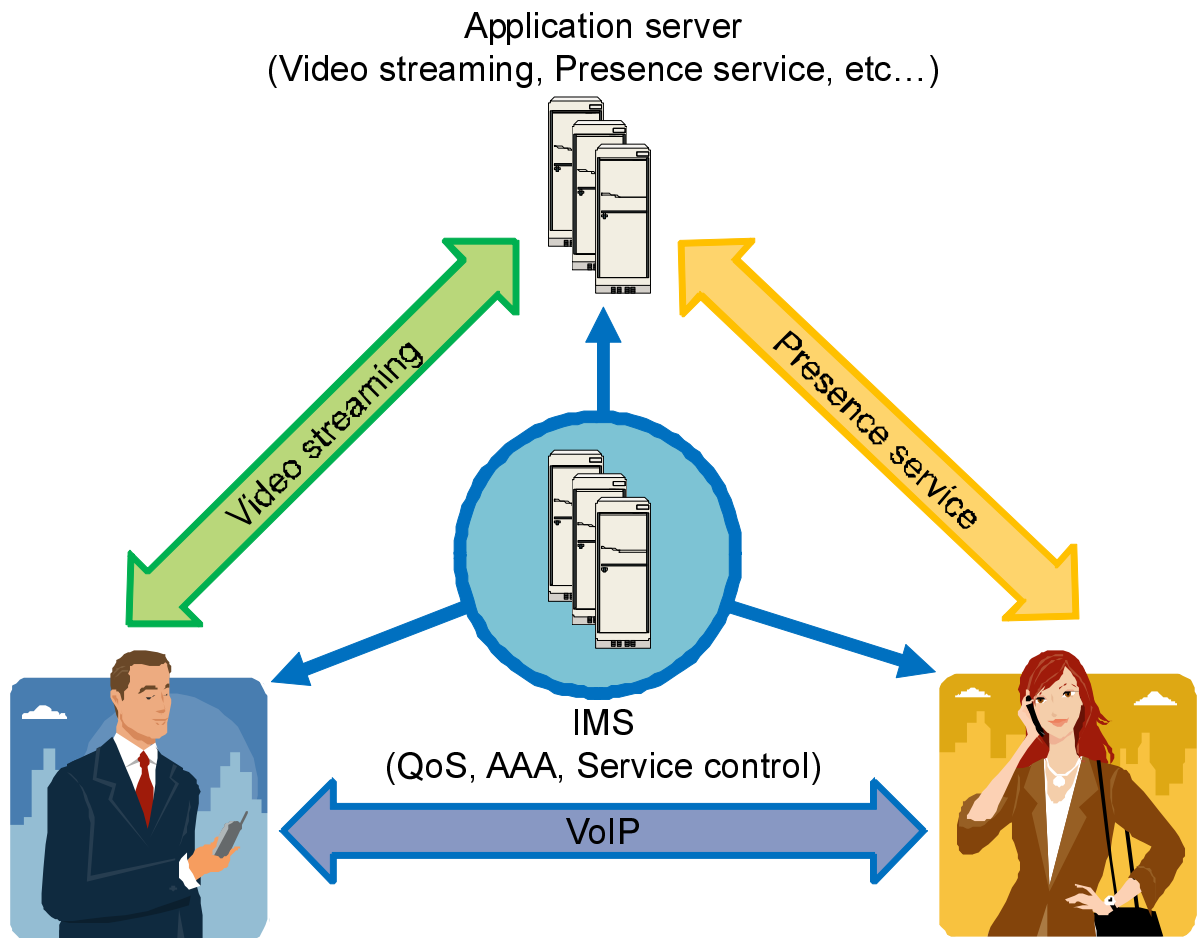 Application server
(Video streaming, Presence service, etc…)
Video streaming
Presence service
IMS
(QoS, AAA, Service control)
VoIP